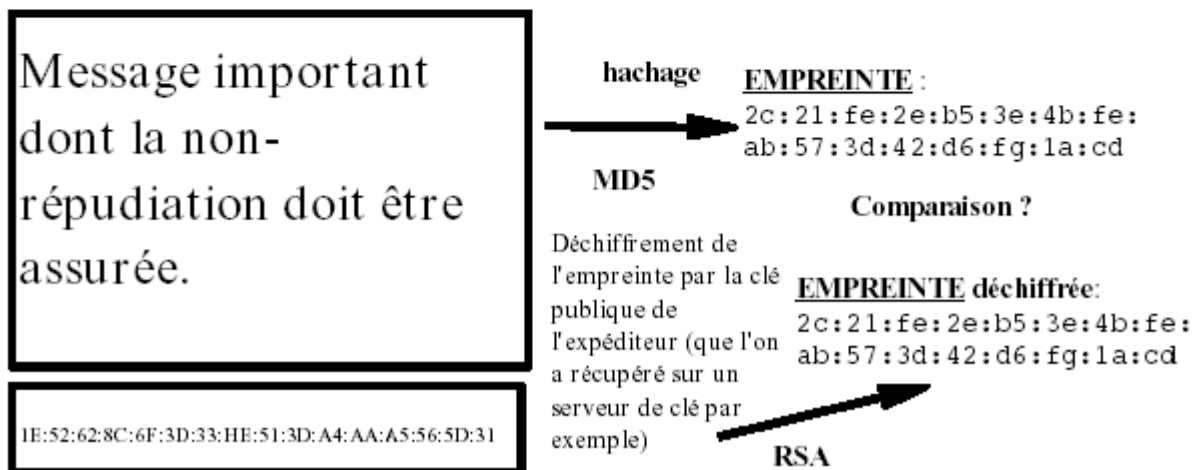 Message important
dont la non-
répudiation doit être
assurée.
1E:52:62:8C:6F:3D:33:HE:51:3D:A4:AA:A5:56:5D:31
hachage
MD5
EMPREINTE :
2c:21:fe:2e:b5:3e:4b:fe:
ab:57:3d:42:d6:fg:1a:cd
Comparaison ?
Déchiffrement de
l'empreinte par la clé
publique de
l'expéditeur (que l'on
a récupéré sur un
serveur de clé par
exemple)
RSA
EMPREINTE déchiffrée:
2c:21:fe:2e:b5:3e:4b:fe:
ab:57:3d:42:d6:fg:1a:cd